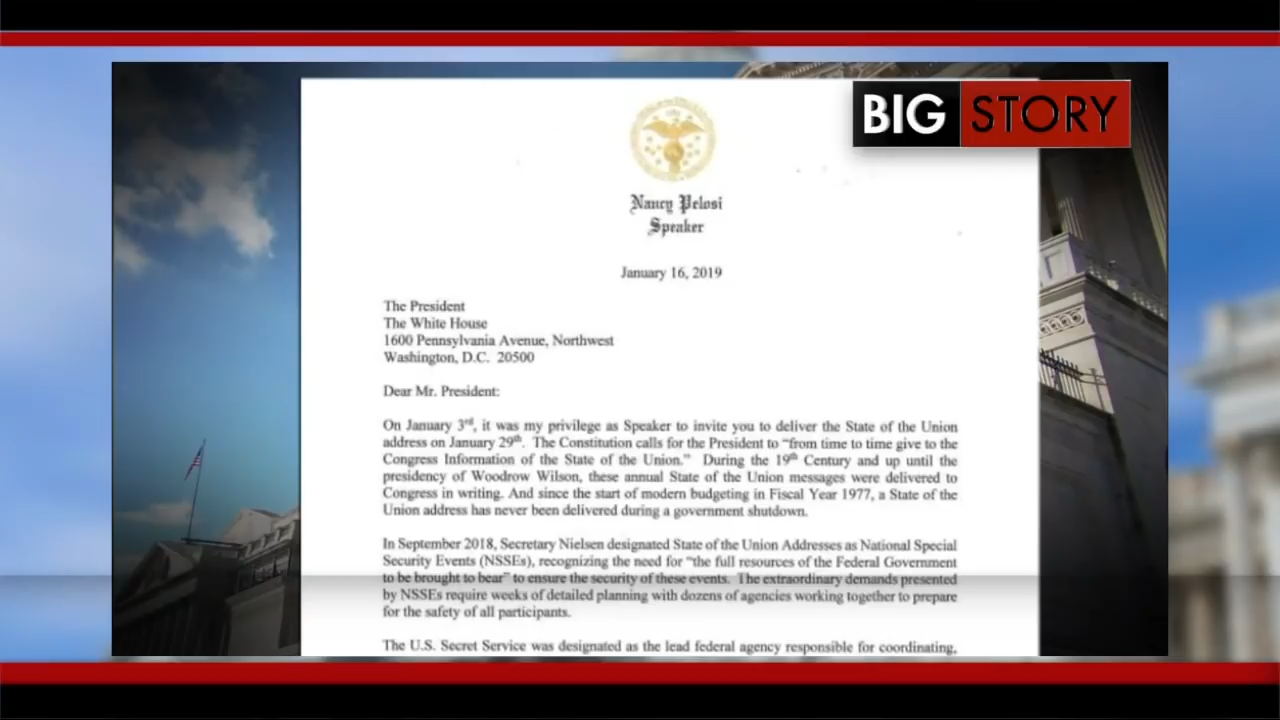 BIG STORY
Nancy Pelosi
Speaker
January 16, 2019
The President
The White House
1600 Pennsylvania Avenue, Northwest
Washington, D.C. 20500
Dear Mr. President:
On January 3rd, it was my privilege as Speaker to invite you to deliver the State of the Union
address on January 29th. The Constitution calls for the President to “from time to time give to the
Congress Information of the State of the Union.” During the 19th Century and up until the
presidency of Woodrow Wilson, these annual State of the Union messages were delivered to
Congress in writing. And since the start of modern budgeting in Fiscal Year 1977, a State of the
Union address has never been delivered during a government shutdown.
In September 2018, Secretary Nielsen designated State of the Union Addresses as National Special
Security Events (NSSEs), recognizing the need for “the full resources of the Federal Government
to be brought to bear” to ensure the security of these events. The extraordinary demands presented
by NSSEs require weeks of detailed planning with dozens of agencies working together to prepare
for the safety of all participants.
The U.S. Secret Service was designated as the lead federal agency responsible for coordinating,